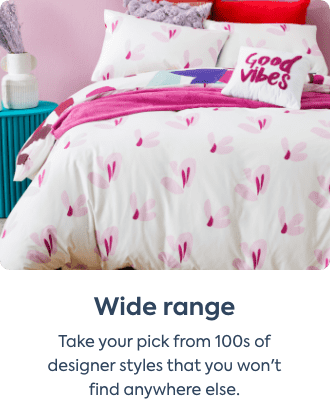 Good
vibes
Wide range
Take your pick from 100s of
designer styles that you won't
find anywhere else.